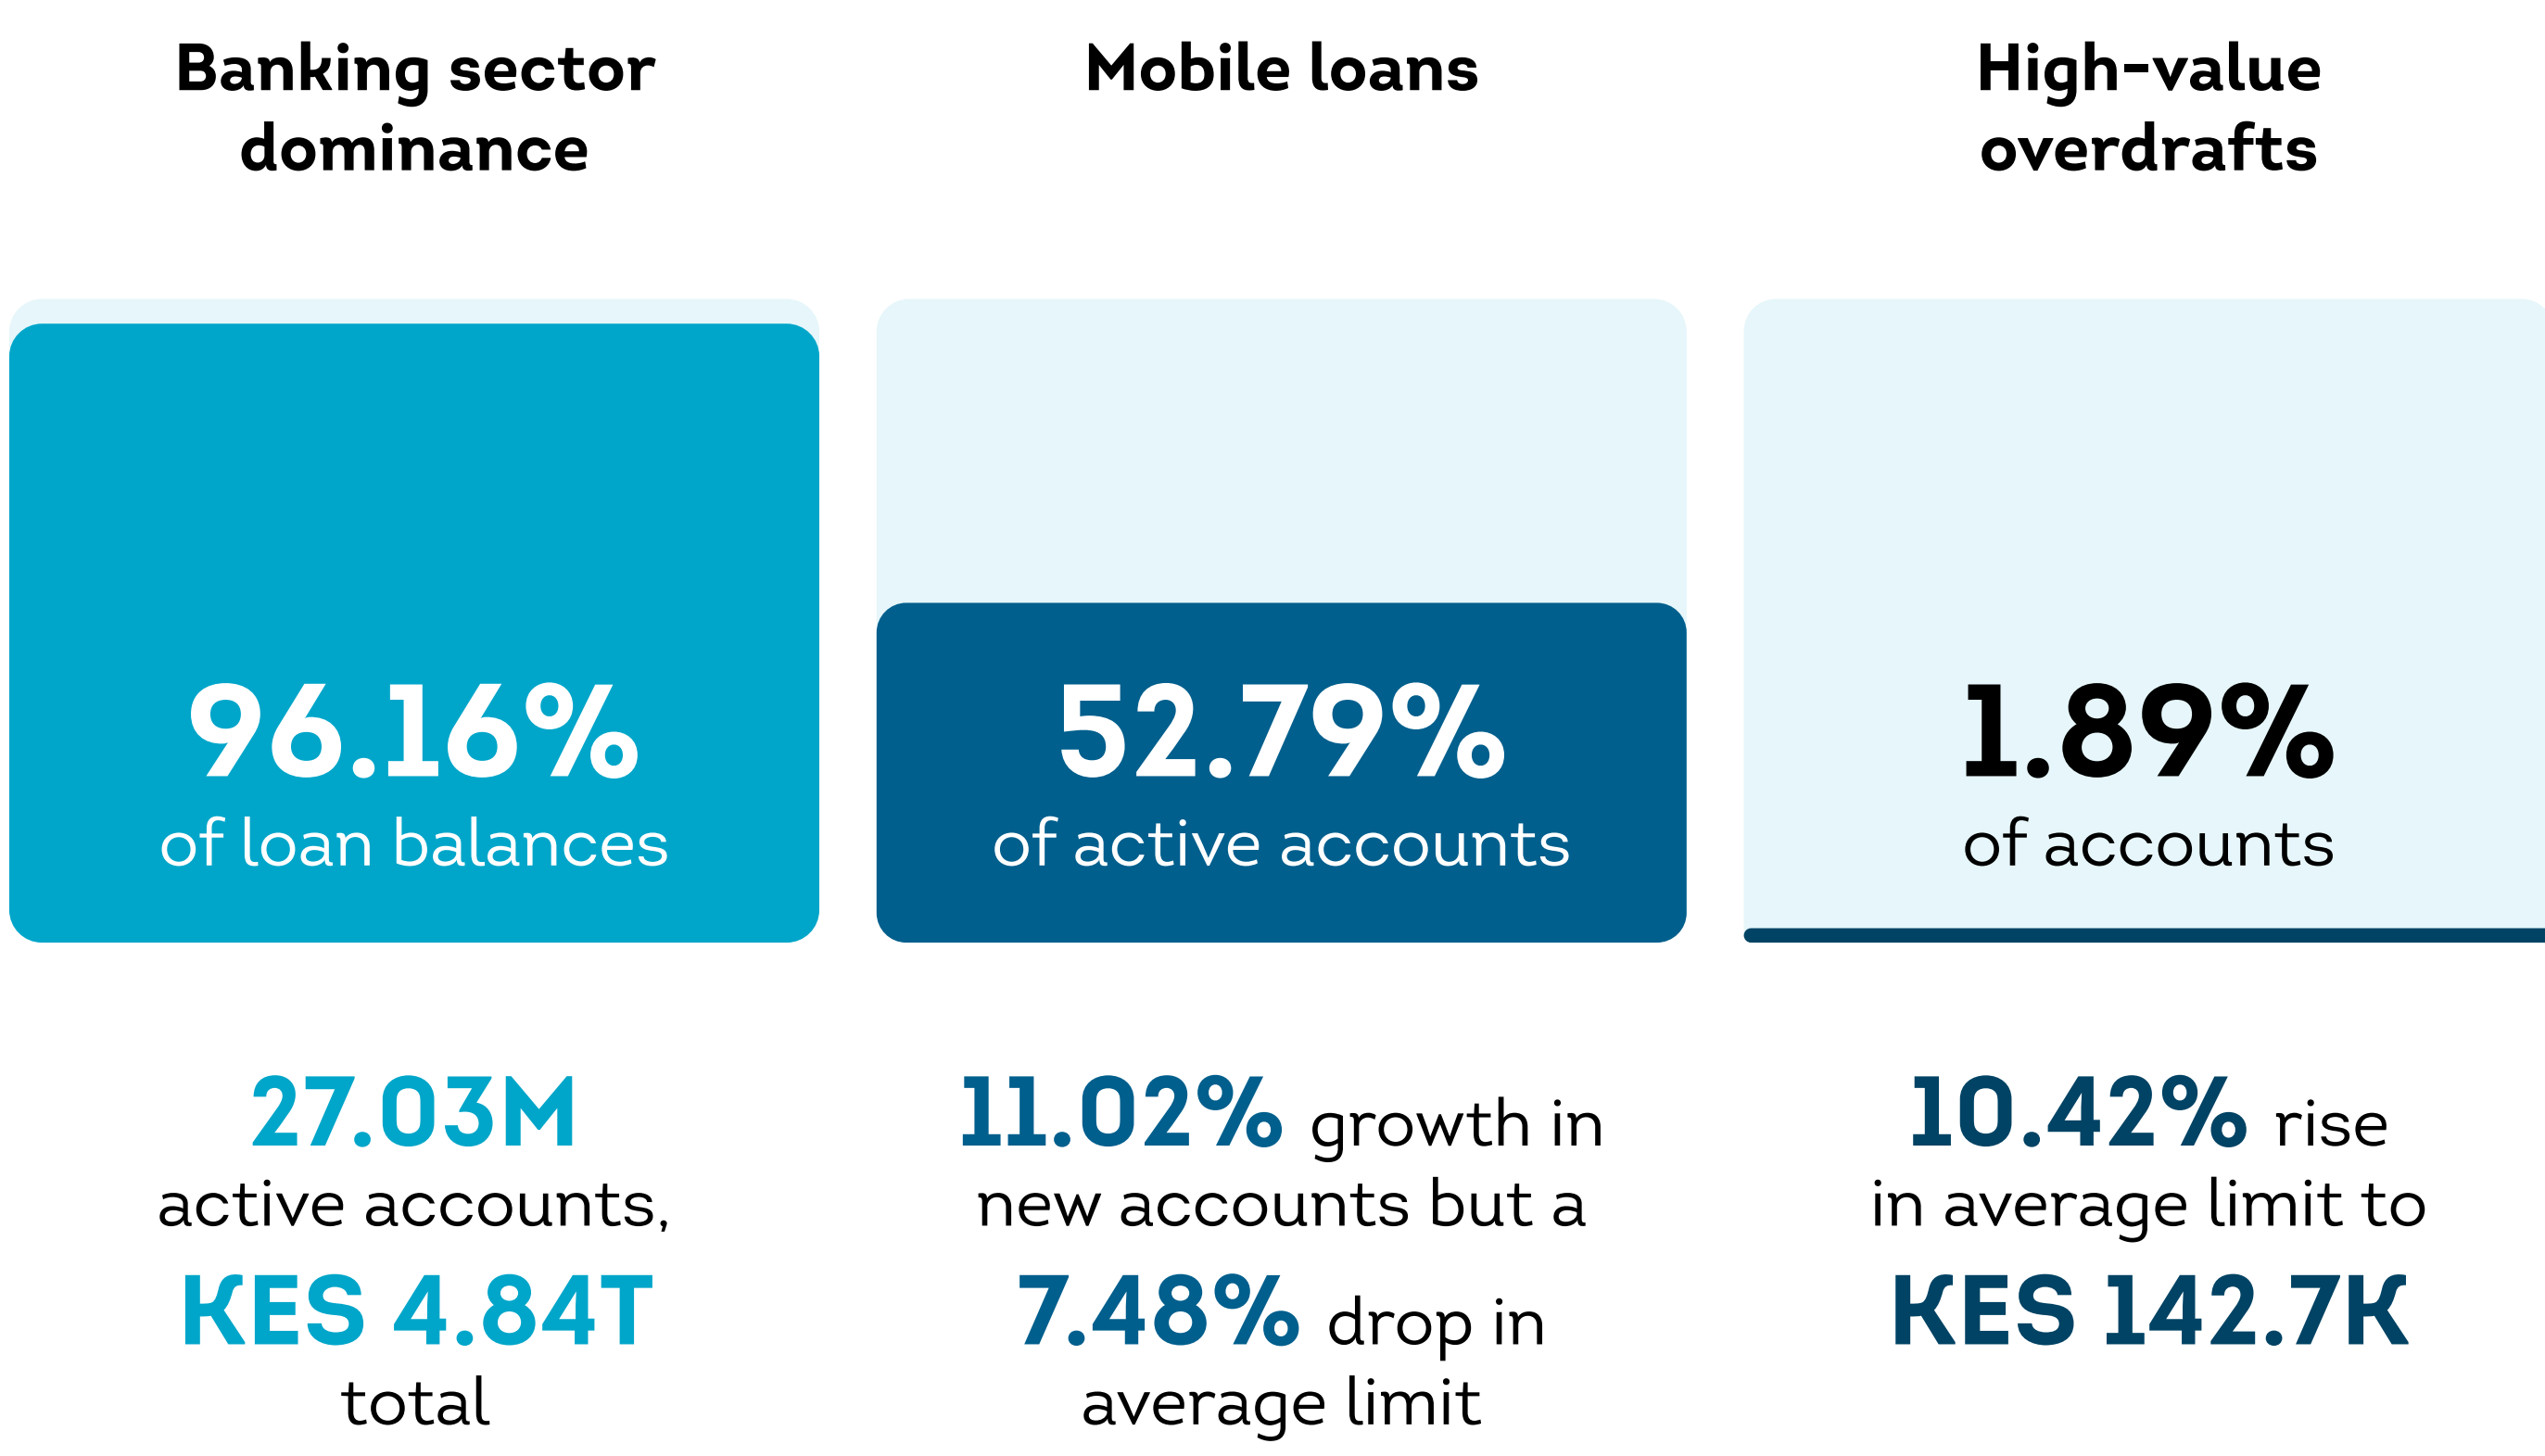 Banking sector
dominance
96.16%
of loan balances
27.03M
active accounts,
KES 4.84T
total
Mobile loans
52.79%
of active accounts
11.02% growth in
new accounts but a
7.48% drop in
average limit
High-value
overdrafts
1.89%
of accounts
10.42% rise
in average limit to
KES 142.7K